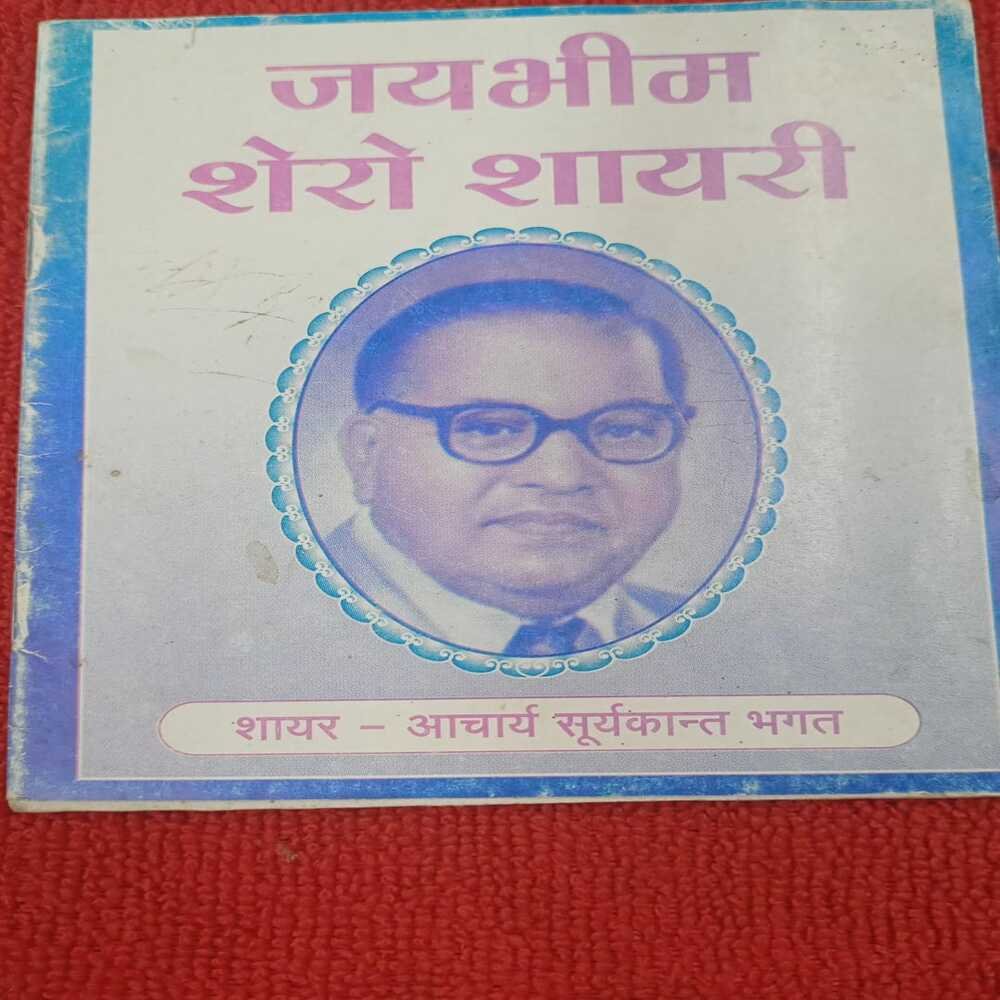 जयभीम
शेरो शायरी
शायर – आचार्य सूर्यकान्त भगत